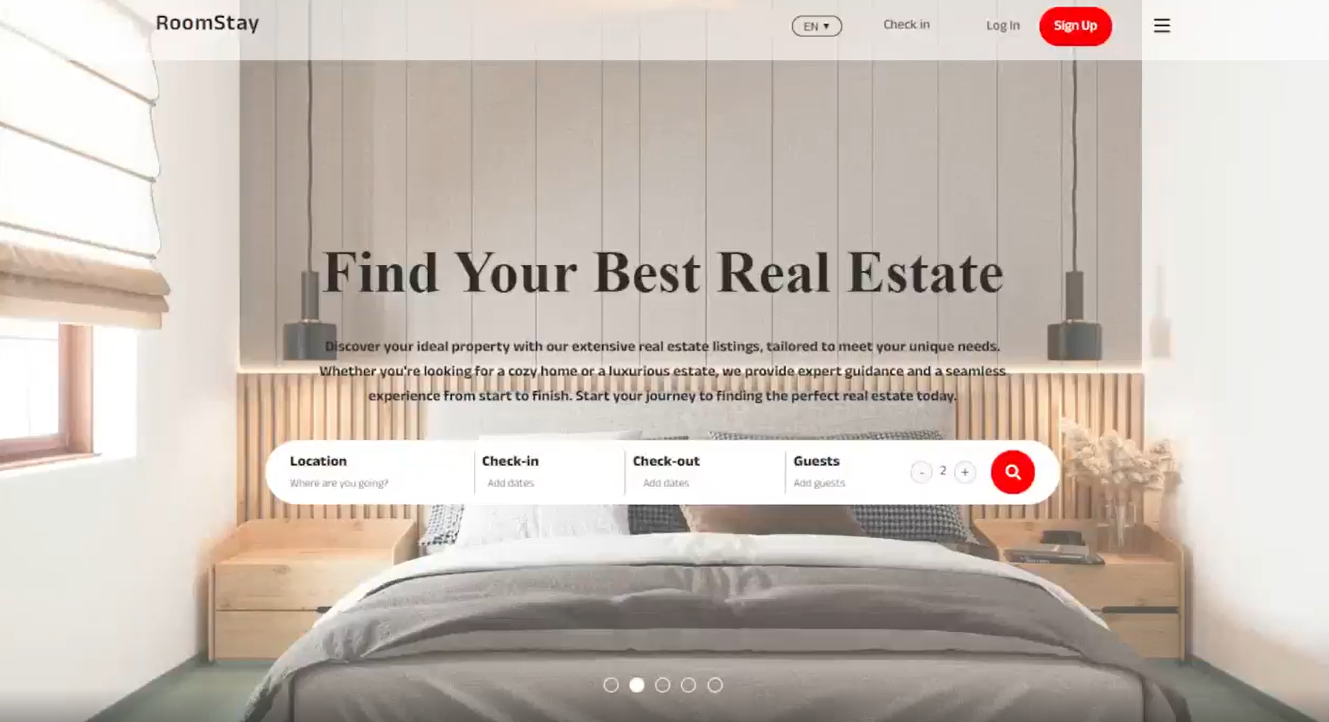 RoomStay
EN ▼
Check in
Log In
Sign Up
Find Your Best Real Estate
Discover your ideal property with our extensive real estate listings, tailored to meet your unique needs.
Whether you're looking for a cozy home or a luxurious estate, we provide expert guidance and a seamless
experience from start to finish. Start your journey to finding the perfect real estate today.
Location
Where are you going?
Check-in
Add dates
Check-out
Add dates
Guests
Add guests
- 2 +